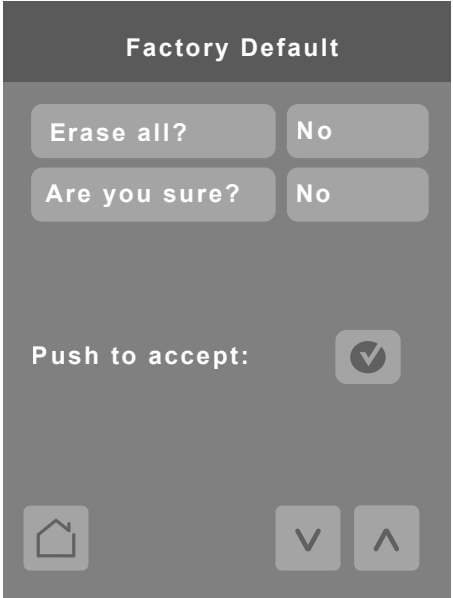 Factory Default
Erase all? No
Are you sure? No
Push to accept: